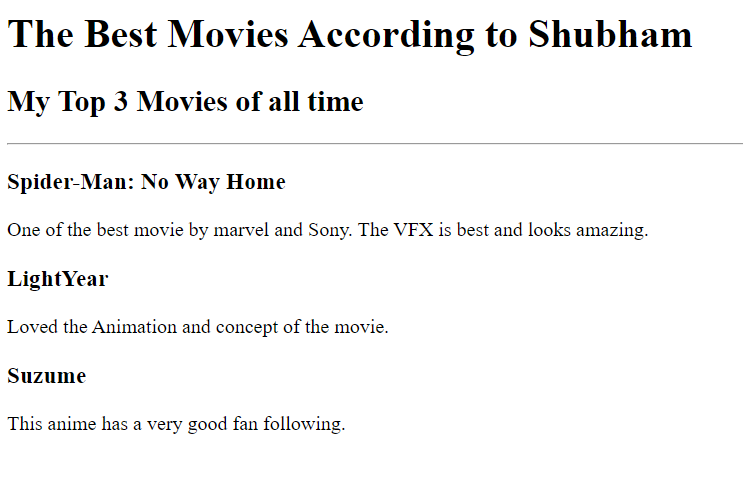 The Best Movies According to Shubham
My Top 3 Movies of all time
Spider-Man: No Way Home
One of the best movie by marvel and Sony. The VFX is best and looks amazing.
LightYear
Loved the Animation and concept of the movie.
Suzume
This anime has a very good fan following.